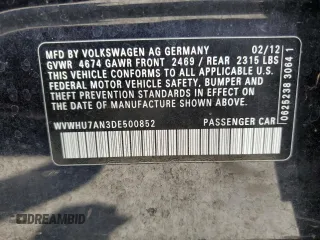 MFD BY VOLKSWAGEN AG GERMANY 02/12
GVWR 4674 GAWR FRONT 2469 / REAR 2315 LBS
THIS VEHICLE CONFORMS TO ALL APPLICABLE U.S.
FEDERAL MOTOR VEHICLE SAFETY, BUMPER, AND
THEFT PREVENTION STANDARDS IN EFFECT ON THE
DATE OF MANUFACTURE SHOWN ABOVE.
WVWHU7AN3DE500852 PASSENGER CAR
0625238 3064 1
DREAMBID